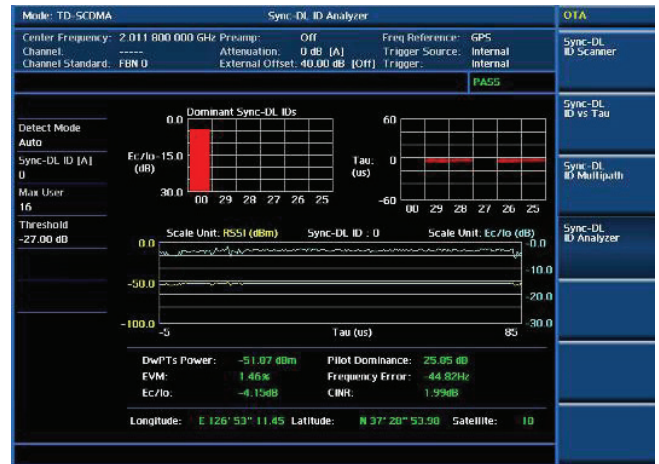 Mode: TD-SCDMA Sync-DL ID Analyzer OTA
Center Frequency: 2.011 800 000 GHz Preamp: Off Freq Reference: GPS
Channel: ----- Attenuation: 0 dB [A] Trigger Source: Internal
Channel Standard: FBN 0 External Offset: 40.00 dB [Off] Trigger: Internal
PASS
Sync-DL
ID Scanner
Sync-DL
ID vs Tau
Sync-DL
ID Multipath
Sync-DL
ID Analyzer
Detect Mode
Auto
Sync-DL ID [A]
0
Max User
16
Threshold
-27.00 dB
Dominant Sync-DL IDs
0.0
Ec/Io -15.0
(dB)
30.0
00 29 28 27 26 25
60
Tau: 0
(us)
-60
00 29 28 27 26 25
Scale Unit: RSSI (dBm) Sync-DL ID : 0 Scale Unit: Ec/Io (dB)
0.0 -0.0
-10.0
-50.0
-20.0
-100.0 -30.0
-5 Tau (us) 85
DwPTs Power: -51.07 dBm Pilot Dominance: 25.05 dB
EVM: 1.46% Frequency Error: -44.82Hz
Ec/Io: -4.15dB CINR: 1.99dB
Longitude: E 126' 53" 11.45 Latitude: N 37' 28" 53.90 Satellite: 10